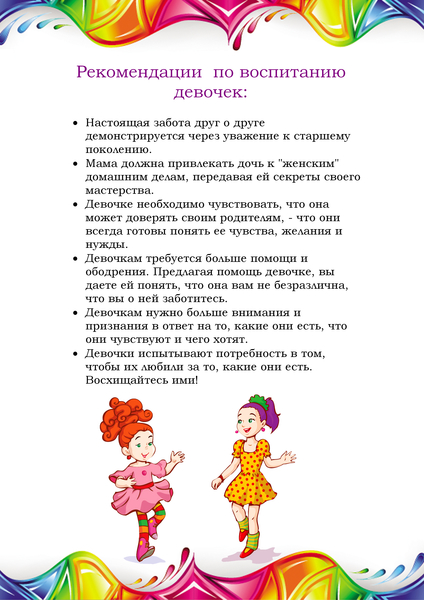 Рекомендации по воспитанию
девочек:
• Настоящая забота друг о друге
демонстрируется через уважение к старшему
поколению.
• Мама должна привлекать дочь к "женским"
домашним делам, передавая ей секреты своего
мастерства.
• Девочке необходимо чувствовать, что она
может доверять своим родителям, - что они
всегда готовы понять ее чувства, желания и
нужды.
• Девочкам требуется больше помощи и
ободрения. Предлагая помощь девочке, вы
даете ей понять, что она вам не безразлична,
что вы о ней заботитесь.
• Девочкам нужно больше внимания и
признания в ответ на то, какие они есть, что
они чувствуют и чего хотят.
• Девочки испытывают потребность в том,
чтобы их любили за то, какие они есть.
Восхищайтесь ими!